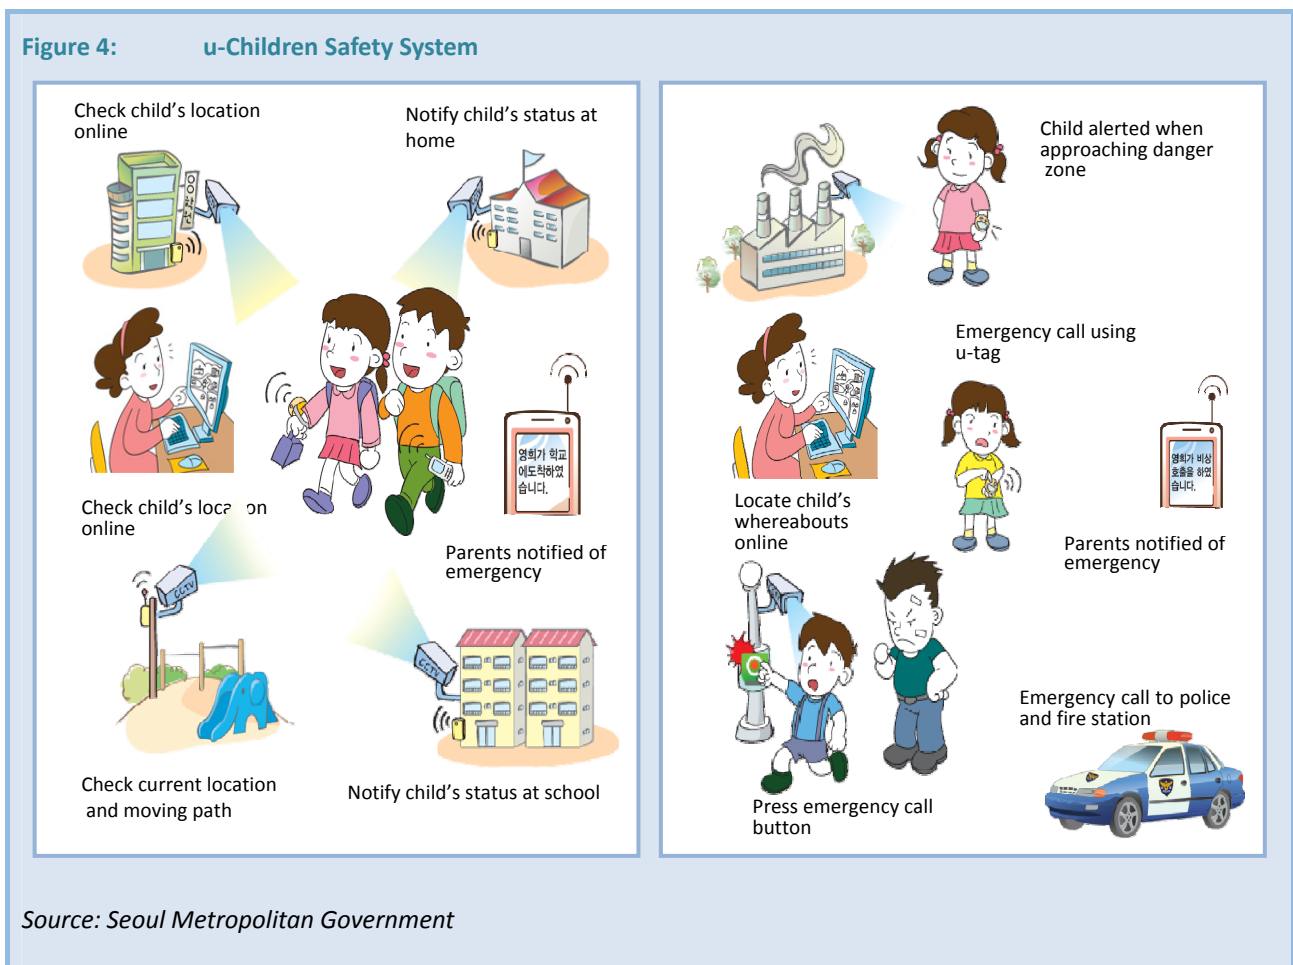 Figure 4: u-Children Safety System
Check child's location
online
Notify child's status at
home
영희가 학교
에도착하였
습니다.
Check child's location
online
Parents notified of
emergency
CCTV
CCTV
Check current location
and moving path
Notify child's status at school
Child alerted when
approaching danger
zone
Emergency call using
u-tag
영희가 비상
호출을 하였
습니다.
Locate child's
whereabouts
online
Parents notified of
emergency
Press emergency call
button
Emergency call to police
and fire station
Source: Seoul Metropolitan Government